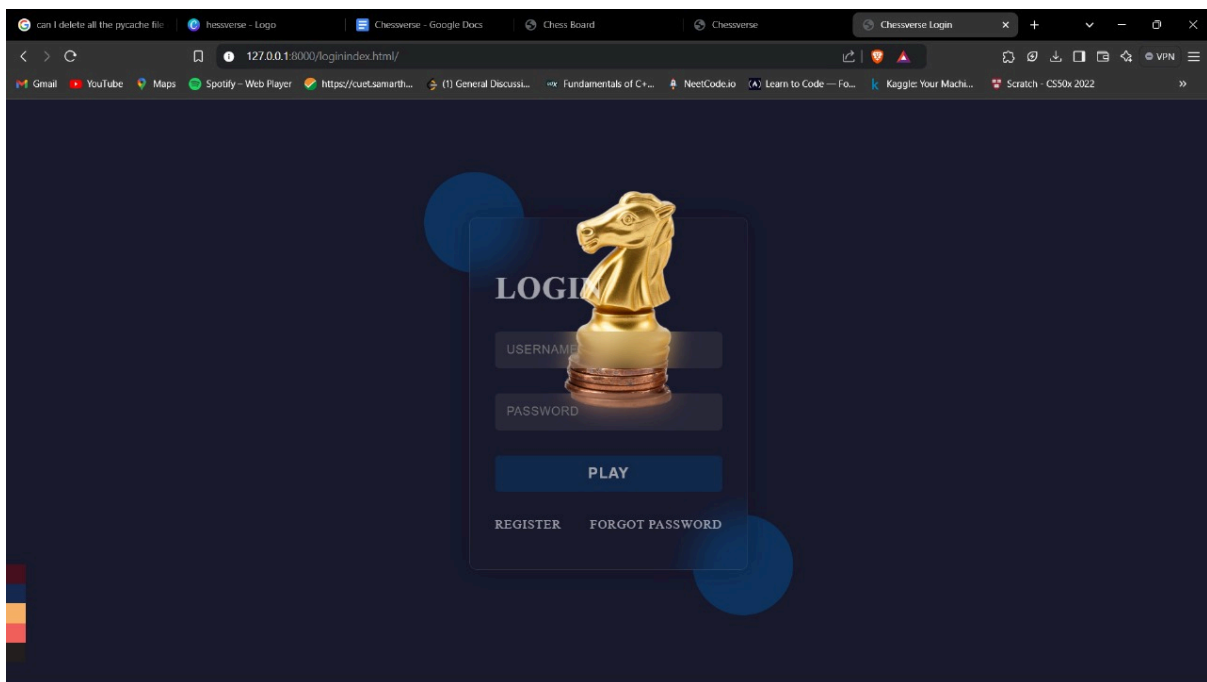 can I delete all the pycache file
hessverse - Logo
Chessverse - Google Docs
Chess Board
Chessverse
Chessverse Login
127.0.0.1:8000/loginindex.html/
VPN
Gmail
YouTube
Maps
Spotify – Web Player
https://cuet.samarth...
(1) General Discussi...
Fundamentals of C+...
NeetCode.io
Learn to Code — Fo...
Kaggle: Your Machi...
Scratch - CS50x 2022
LOGIN
USERNAME
PASSWORD
PLAY
REGISTER FORGOT PASSWORD